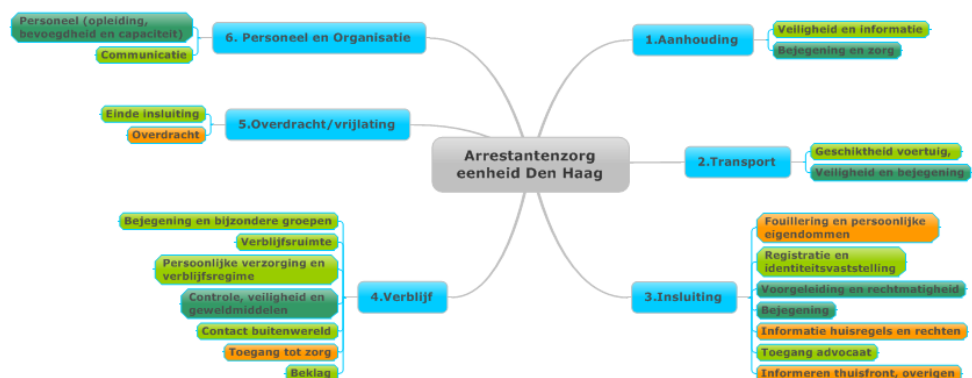 Arrestantenzorg
eenheid Den Haag
1.Aanhouding
Veiligheid en informatie
Bejegening en zorg
2.Transport
Geschiktheid voertuig,
Veiligheid en bejegening
3.Insluiting
Fouillering en persoonlijke
eigendommen
Registratie en
identiteitsvaststelling
Voorgeleiding en rechtmatigheid
Bejegening
Informatie huisregels en rechten
Toegang advocaat
Informeren thuisfront, overigen
4.Verblijf
Bejegening en bijzondere groepen
Verblijfsruimte
Persoonlijke verzorging en
verblijfsregime
Controle, veiligheid en
geweldmiddelen
Contact buitenwereld
Toegang tot zorg
Beklag
5.Overdracht/vrijlating
Einde insluiting
Overdracht
6. Personeel en Organisatie
Personeel (opleiding,
bevoegdheid en capaciteit)
Communicatie